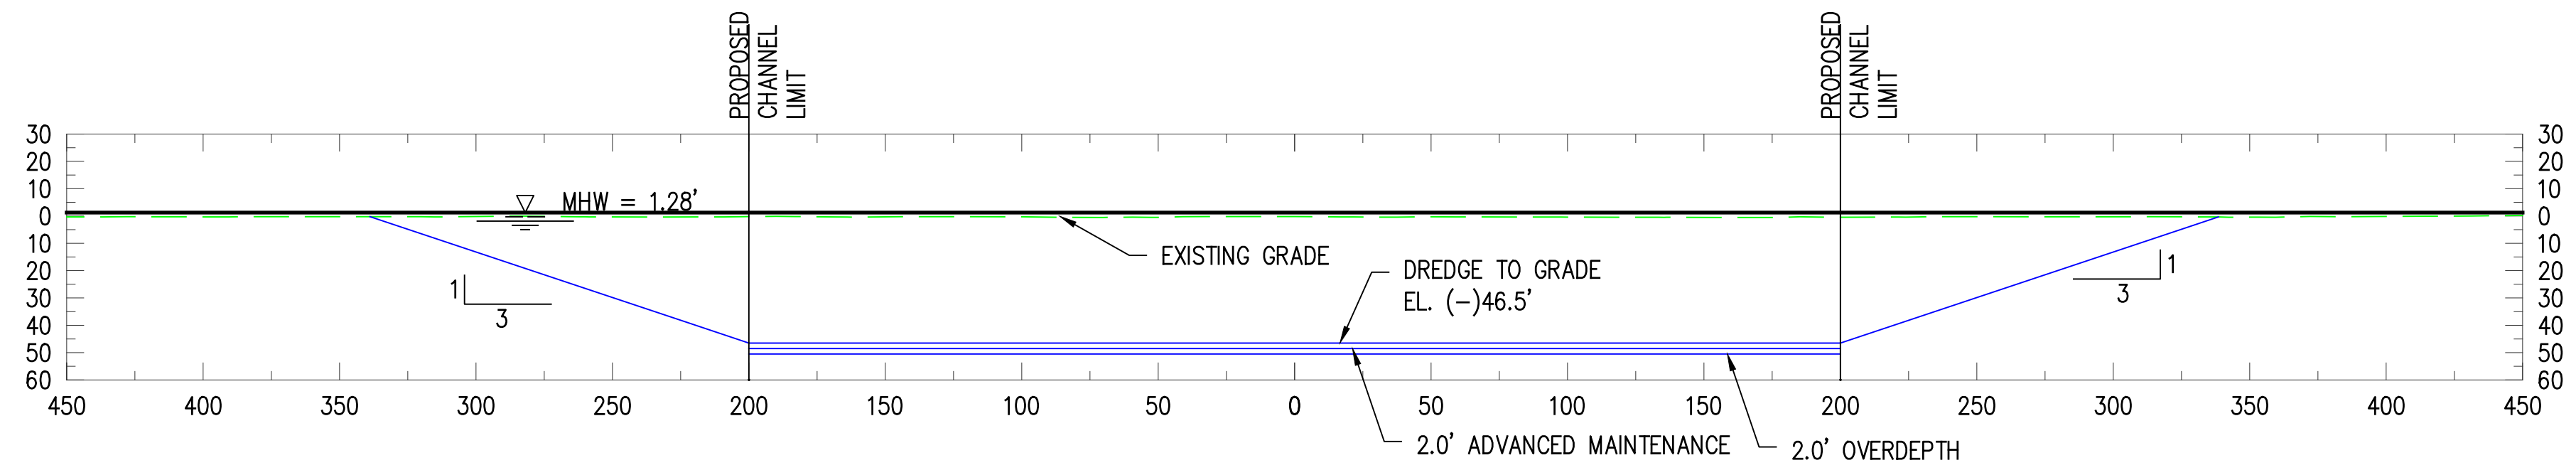 PROPOSED
CHANNEL
LIMIT
PROPOSED
CHANNEL
LIMIT
30
20
10
0
10
20
30
40
50
60
30
20
10
0
10
20
30
40
50
60
MHW = 1.28'
EXISTING GRADE
DREDGE TO GRADE
EL. (-)46.5'
1
3
1
3
450 400 350 300 250 200 150 100 50 0 50 100 150 200 250 300 350 400 450
2.0' ADVANCED MAINTENANCE
2.0' OVERDEPTH